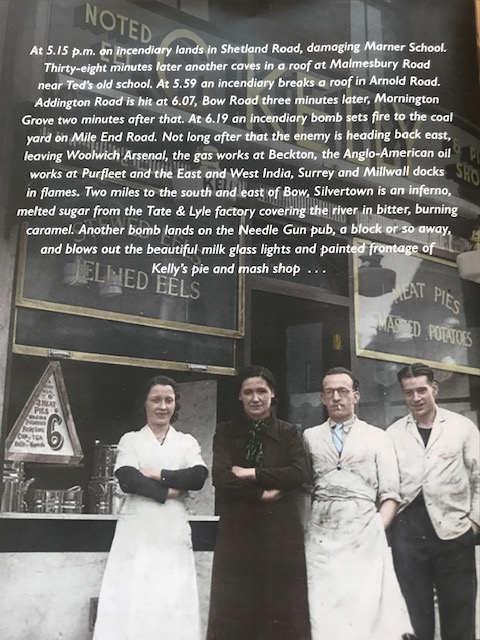 NOTED
EEL
At 5.15 p.m. an incendiary lands in Shetland Road, damaging Marner School.
Thirty-eight minutes later another caves in a roof at Malmesbury Road
near Ted's old school. At 5.59 an incendiary breaks a roof in Arnold Road.
Addington Road is hit at 6.07, Bow Road three minutes later, Mornington
Grove two minutes after that. At 6.19 an incendiary bomb sets fire to the coal
yard on Mile End Road. Not long after that the enemy is heading back east,
leaving Woolwich Arsenal, the gas works at Beckton, the Anglo-American oil
works at Purfleet and the East and West India, Surrey and Millwall docks
in flames. Two miles to the south and east of Bow, Silvertown is an inferno,
melted sugar from the Tate & Lyle factory covering the river in bitter, burning
caramel. Another bomb lands on the Needle Gun pub, a block or so away,
and blows out the beautiful milk glass lights and painted frontage of
Kelly's pie and mash shop . . .
JELLIED EELS
MEAT PIES
MASHED POTATOES
MEAT
PIES
6